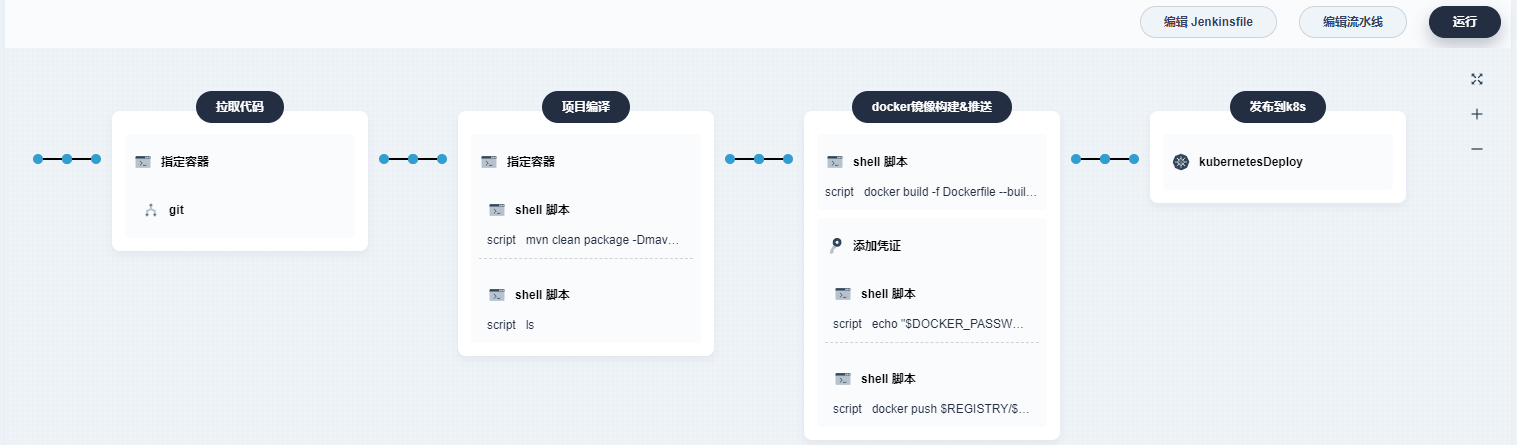 编辑 Jenkinsfile
编辑流水线
运行
拉取代码
指定容器
git
项目编译
指定容器
shell 脚本
script mvn clean package -Dmav…
shell 脚本
script ls
docker镜像构建&推送
shell 脚本
script docker build -f Dockerfile --buil…
添加凭证
shell 脚本
script echo "$DOCKER_PASSW…
shell 脚本
script docker push $REGISTRY/$…
发布到k8s
kubernetesDeploy